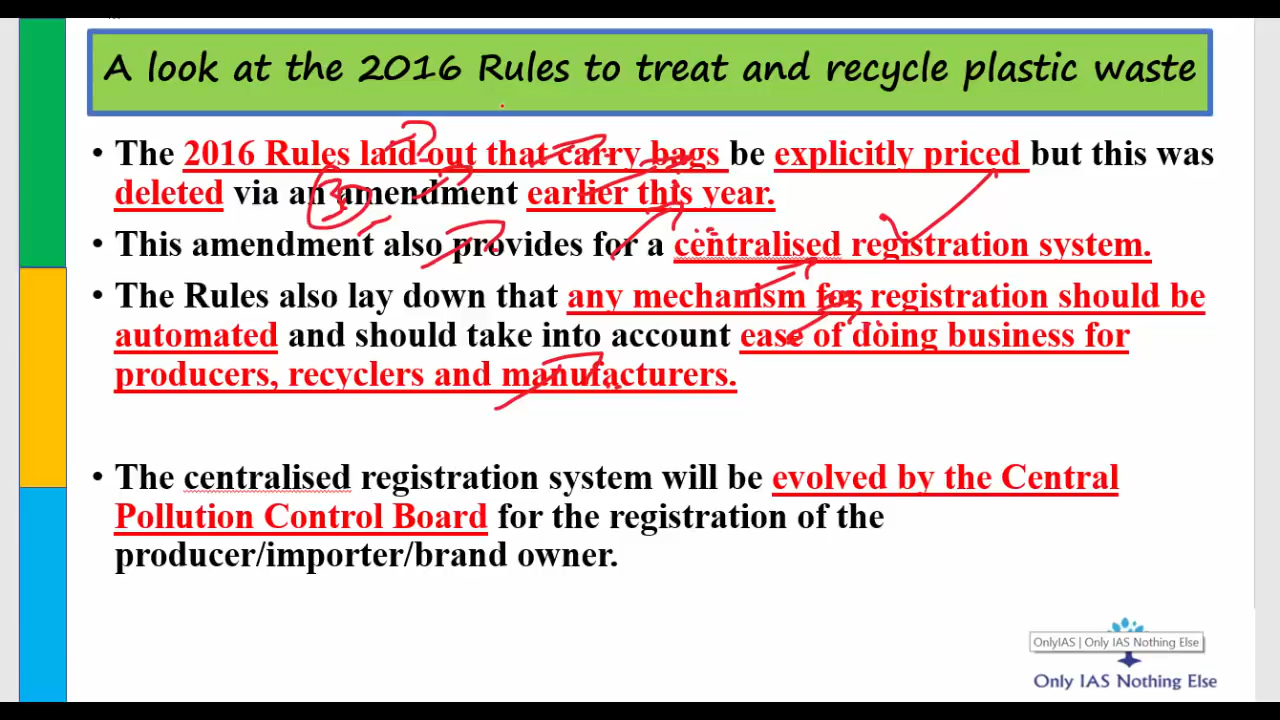 A look at the 2016 Rules to treat and recycle plastic waste
• The 2016 Rules laid out that carry bags be explicitly priced but this was
deleted via an amendment earlier this year.
• This amendment also provides for a centralised registration system.
• The Rules also lay down that any mechanism for registration should be
automated and should take into account ease of doing business for
producers, recyclers and manufacturers.
• The centralised registration system will be evolved by the Central
Pollution Control Board for the registration of the
producer/importer/brand owner.
OnlyIAS | Only IAS Nothing Else
Only IAS Nothing Else